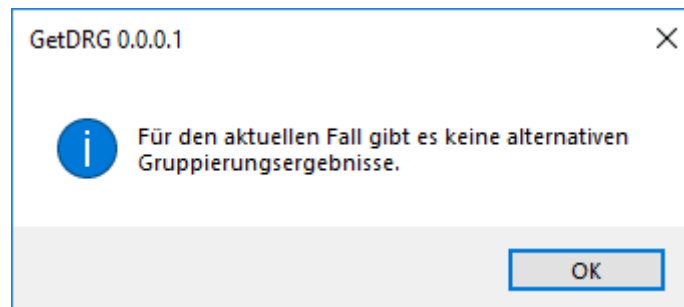 GetDRG 0.0.0.1
Für den aktuellen Fall gibt es keine alternativen
Gruppierungsergebnisse.
OK